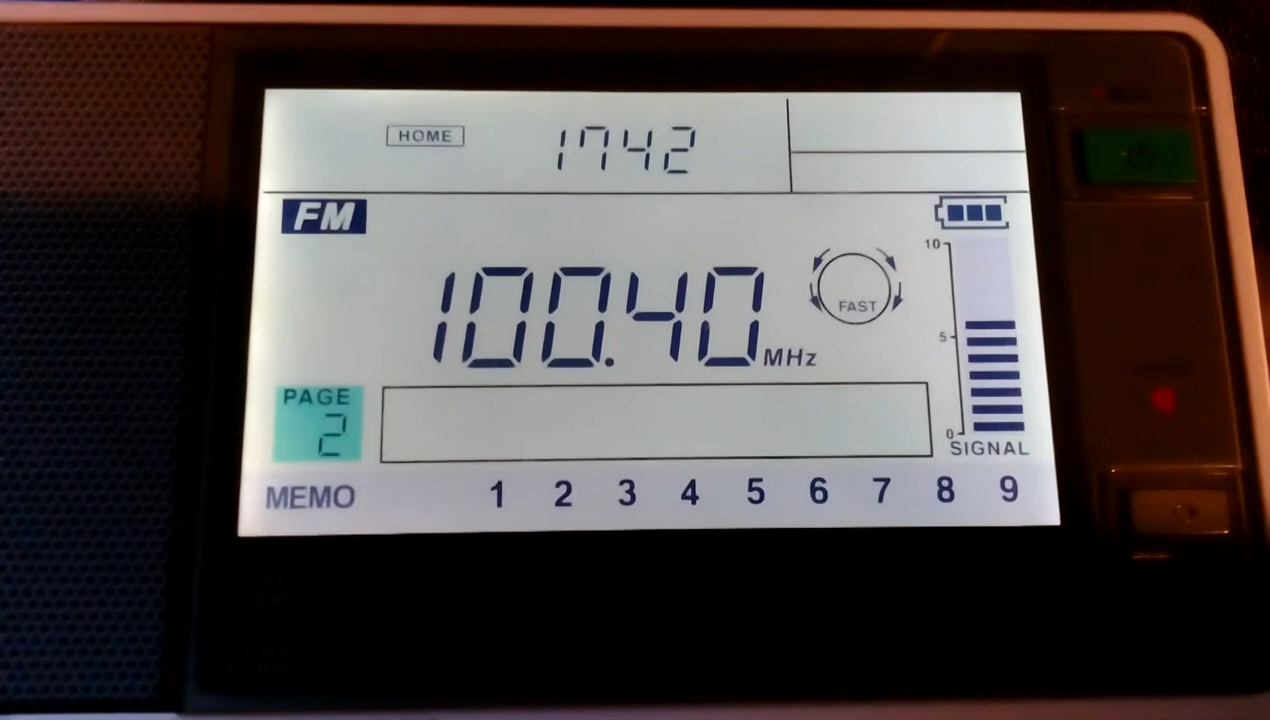 HOME 1742
FM
10
100.40 MHz
FAST
5
PAGE
2
0
SIGNAL
MEMO 1 2 3 4 5 6 7 8 9